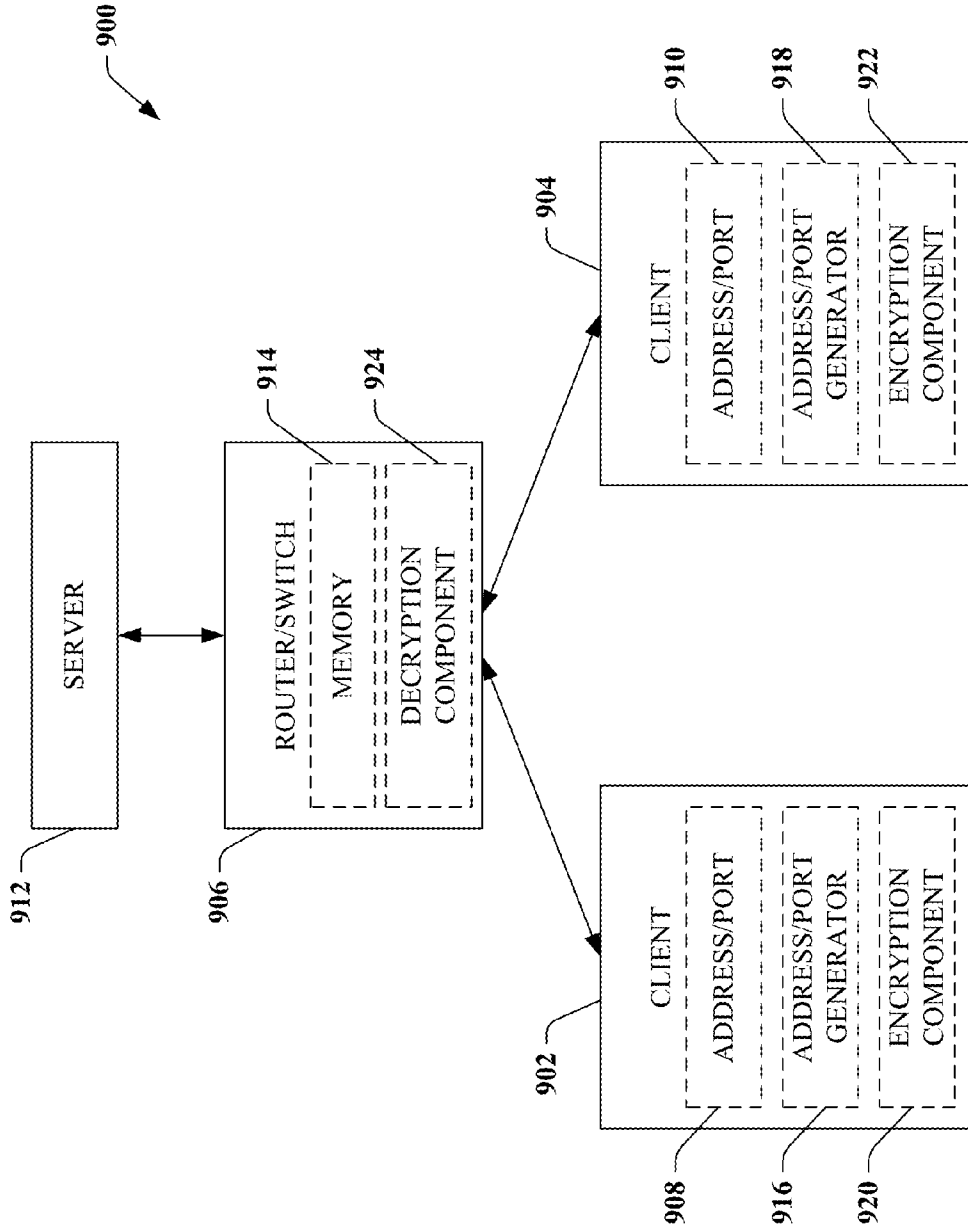 900
SERVER
912
ROUTER/SWITCH
906
MEMORY
914
DECRYPTION
COMPONENT
924
CLIENT
902
ADDRESS/PORT
908
ADDRESS/PORT
GENERATOR
916
ENCRYPTION
COMPONENT
920
CLIENT
904
ADDRESS/PORT
910
ADDRESS/PORT
GENERATOR
918
ENCRYPTION
COMPONENT
922